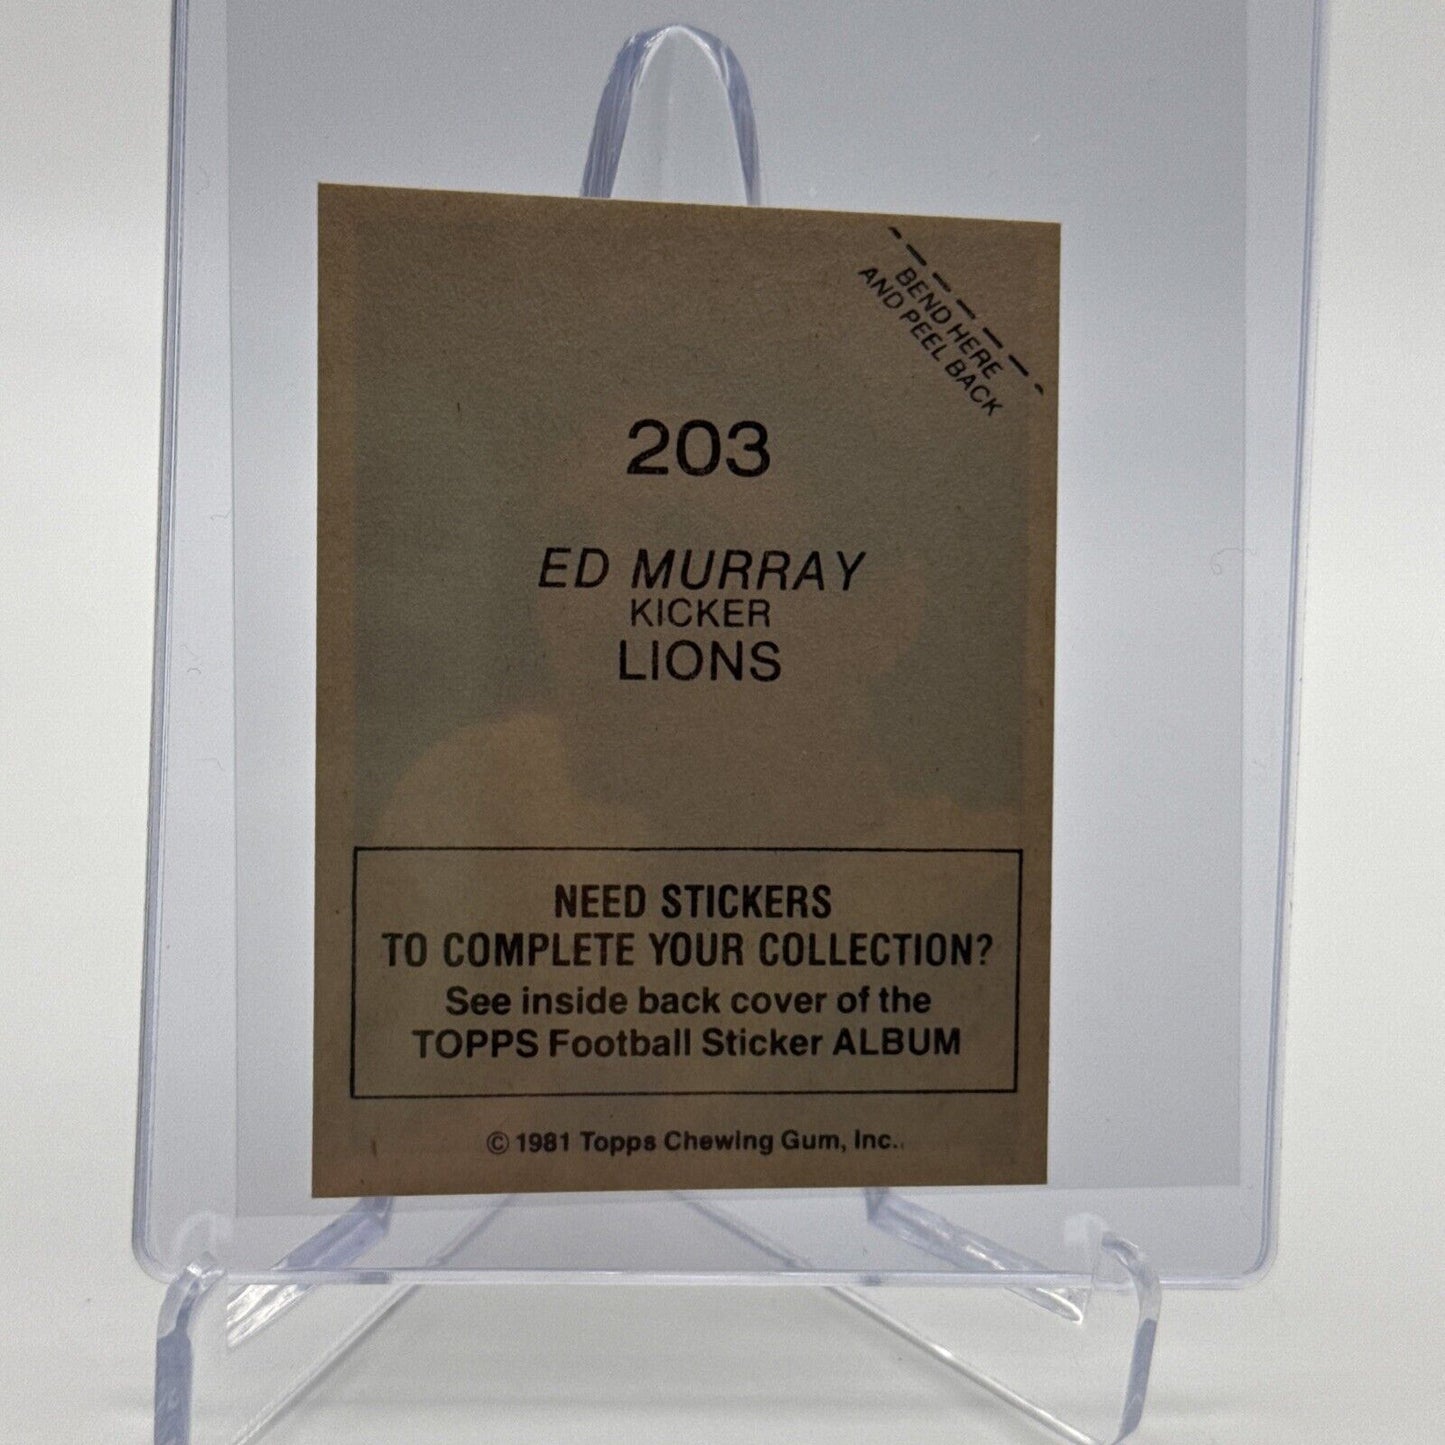 BEND HERE
AND PEEL BACK
203
ED MURRAY
KICKER
LIONS
NEED STICKERS
TO COMPLETE YOUR COLLECTION?
See inside back cover of the
TOPPS Football Sticker ALBUM
© 1981 Topps Chewing Gum, Inc.